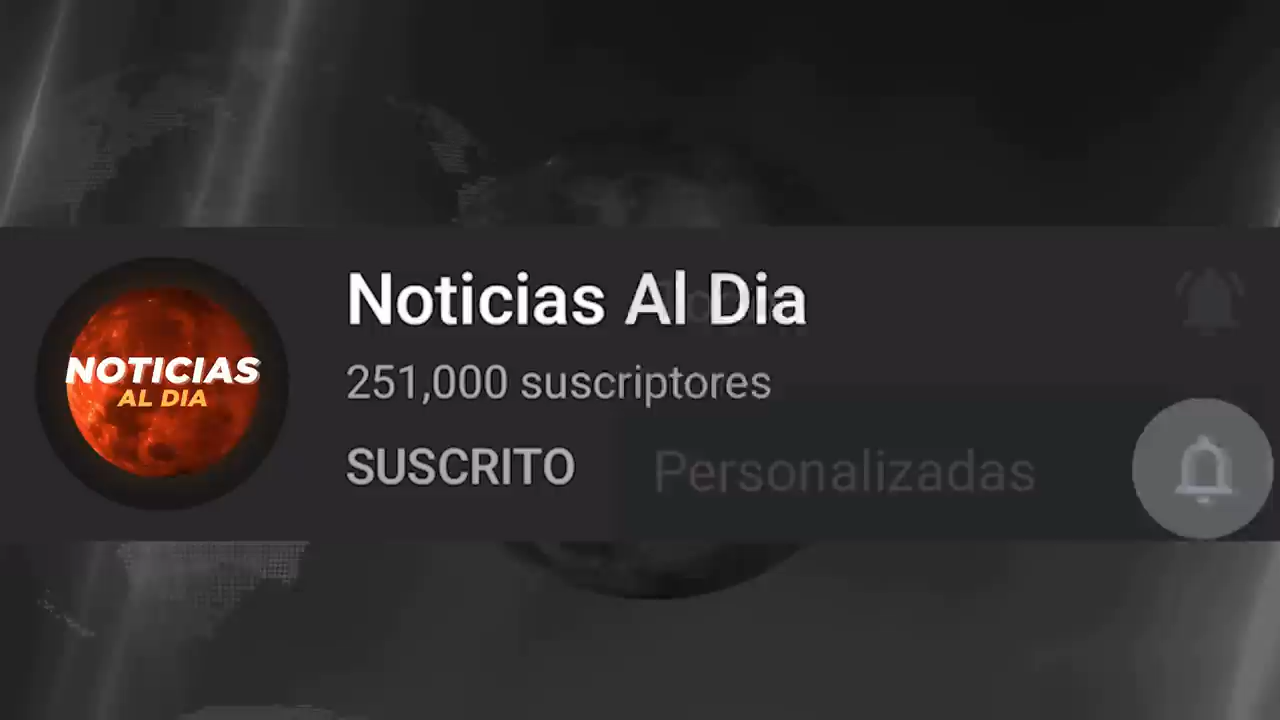 Noticias Al Dia
251,000 suscriptores
SUSCRITO
Personalizadas
NOTICIAS
AL DIA